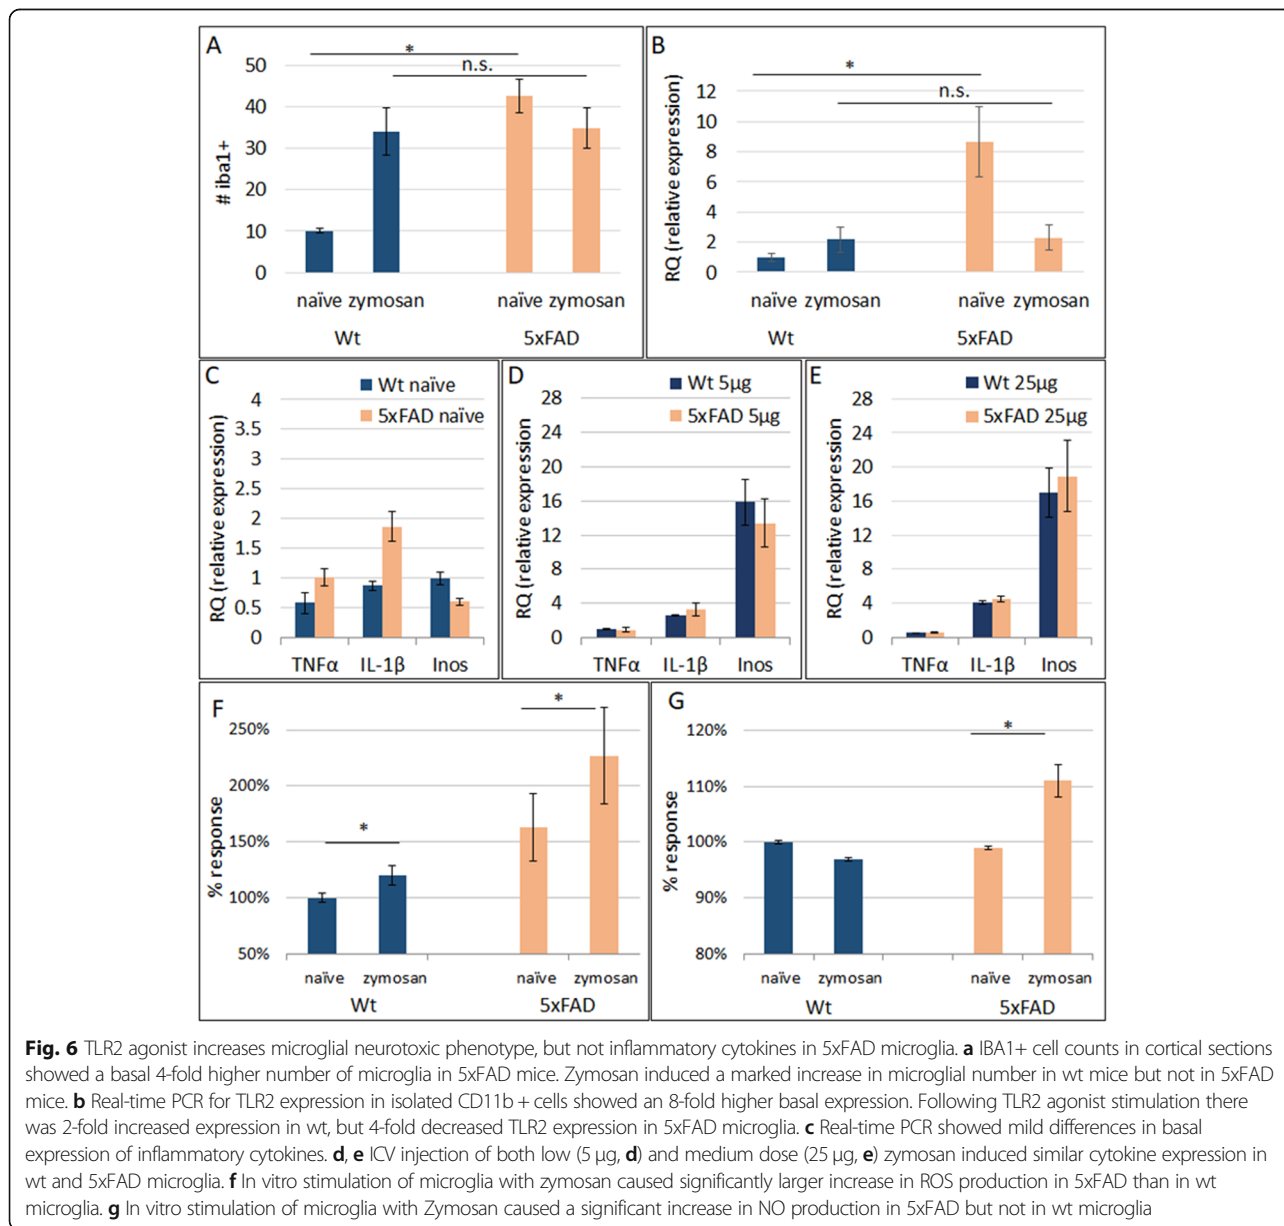 A
*
n.s.
50
40
30
20
10
0
# iba1+
naïve zymosan naïve zymosan
Wt 5xFAD
B
*
n.s.
12
10
8
6
4
2
0
RQ (relative expression)
naïve zymosan naïve zymosan
Wt 5xFAD
C
Wt naïve
5xFAD naïve
4
3.5
3
2.5
2
1.5
1
0.5
0
RQ (relative expression)
TNFα IL-1β Inos
D
Wt 5µg
5xFAD 5µg
28
24
20
16
12
8
4
0
RQ (relative expression)
TNFα IL-1β Inos
E
Wt 25µg
5xFAD 25µg
28
24
20
16
12
8
4
0
RQ (relative expression)
TNFα IL-1β Inos
F
*
*
250%
200%
150%
100%
50%
% response
naïve zymosan naïve zymosan
Wt 5xFAD
G
*
120%
110%
100%
90%
80%
% response
naïve zymosan naïve zymosan
Wt 5xFAD
Fig. 6 TLR2 agonist increases microglial neurotoxic phenotype, but not inflammatory cytokines in 5xFAD microglia. a IBA1+ cell counts in cortical sections
showed a basal 4-fold higher number of microglia in 5xFAD mice. Zymosan induced a marked increase in microglial number in wt mice but not in 5xFAD
mice. b Real-time PCR for TLR2 expression in isolated CD11b + cells showed an 8-fold higher basal expression. Following TLR2 agonist stimulation there
was 2-fold increased expression in wt, but 4-fold decreased TLR2 expression in 5xFAD microglia. c Real-time PCR showed mild differences in basal
expression of inflammatory cytokines. d, e ICV injection of both low (5 µg, d) and medium dose (25 µg, e) zymosan induced similar cytokine expression in
wt and 5xFAD microglia. f In vitro stimulation of microglia with zymosan caused significantly larger increase in ROS production in 5xFAD than in wt
microglia. g In vitro stimulation of microglia with Zymosan caused a significant increase in NO production in 5xFAD but not in wt microglia